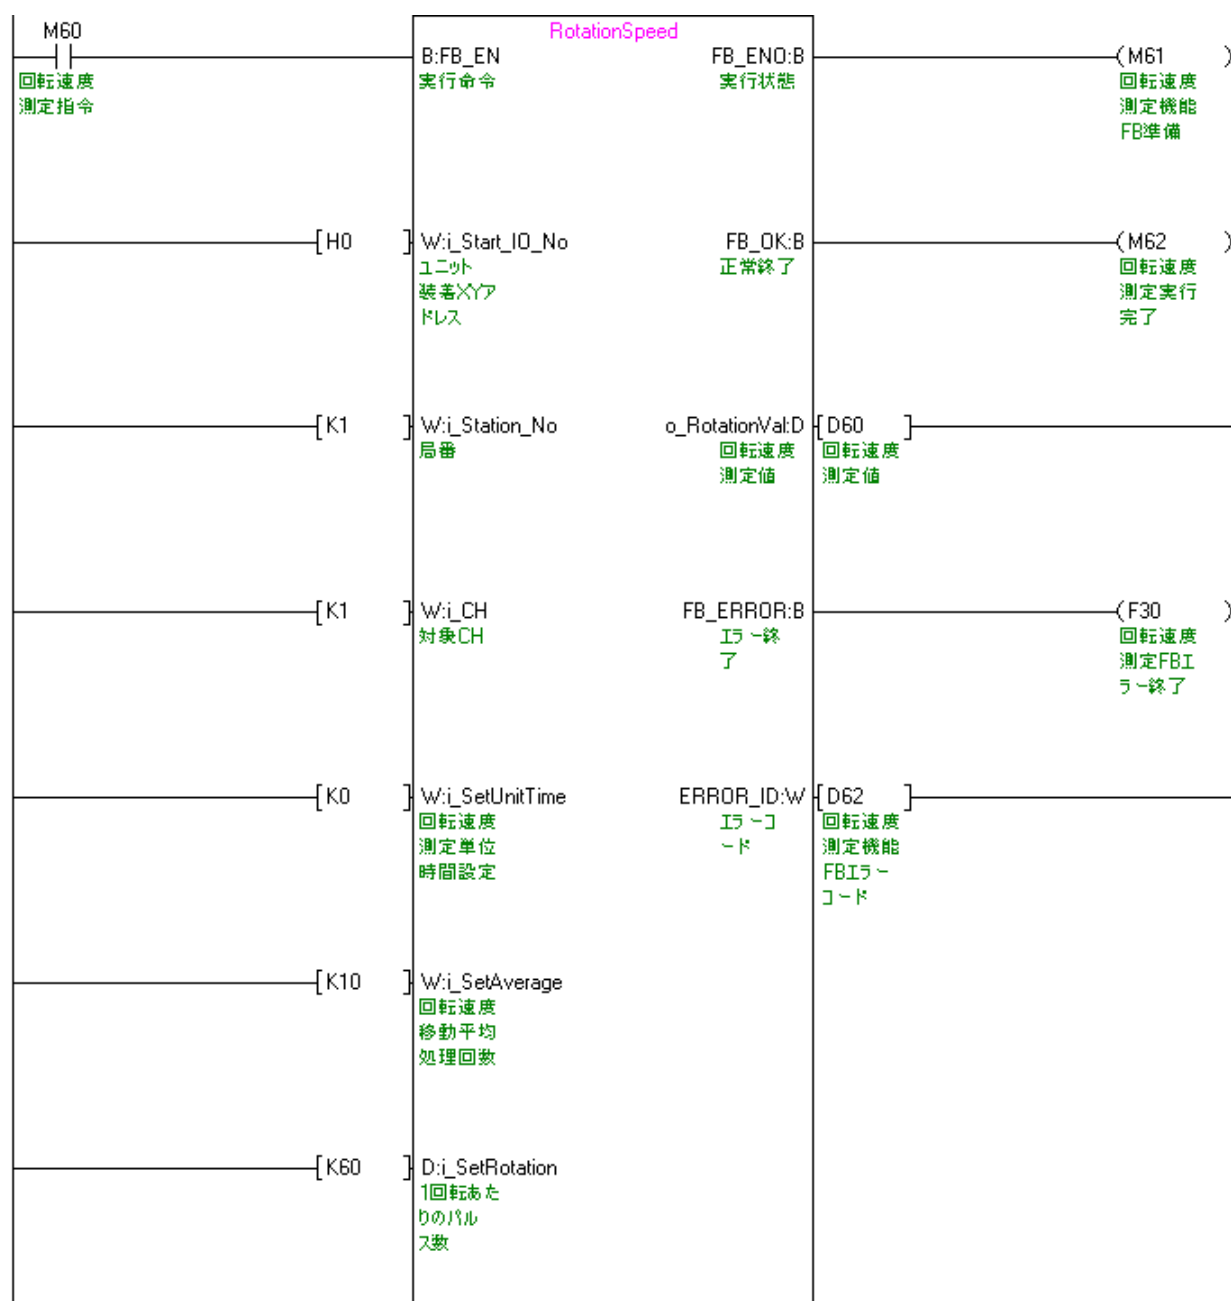 M60
回転速度
測定指令
RotationSpeed
B:FB_EN
実行命令
FB_ENO:B
実行状態
M61
回転速度
測定機能
FB準備
H0
W:i_Start_IO_No
ユニット
装着XYア
ドレス
FB_OK:B
正常終了
M62
回転速度
測定実行
完了
K1
W:i_Station_No
局番
o_RotationVal:D
回転速度
測定値
D60
回転速度
測定値
K1
W:i_CH
対象CH
FB_ERROR:B
エラー終
了
F30
回転速度
測定FBエ
ラー終了
K0
W:i_SetUnitTime
回転速度
測定単位
時間設定
ERROR_ID:W
エラーコ
ード
D62
回転速度
測定機能
FBエラー
コード
K10
W:i_SetAverage
回転速度
移動平均
処理回数
K60
D:i_SetRotation
1回転あた
りのパル
ス数